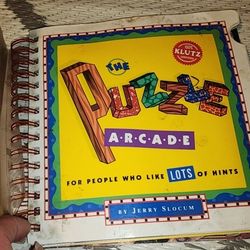 KLUTZ
THE
PUZZLE
A·R·C·A·D·E
FOR PEOPLE WHO LIKE LOTS OF HINTS
BY JERRY SLOCUM